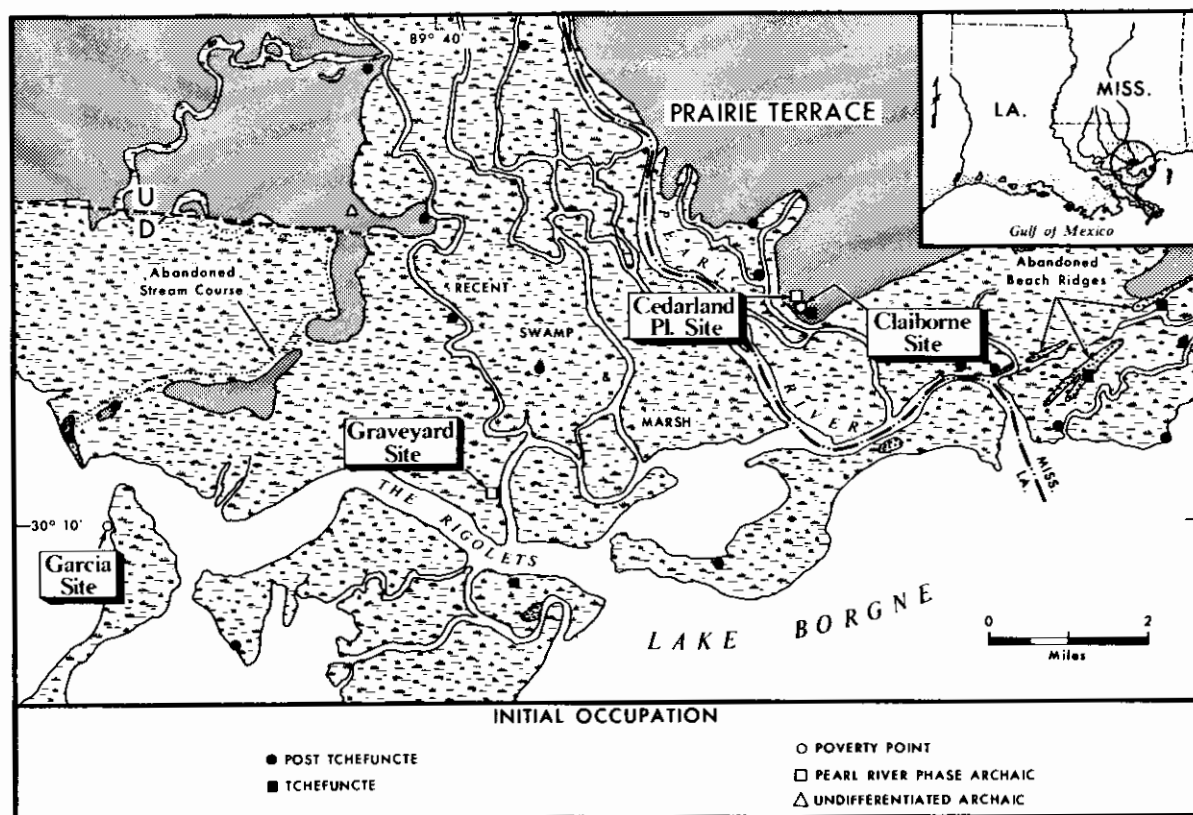 89° 40'
PRAIRIE TERRACE
LA.
MISS.
Gulf of Mexico
U
D
Abandoned
Stream Course
RECENT
SWAMP
&
MARSH
PEARL
RIVER
Cedarland
Pl. Site
Claiborne
Site
Abandoned
Beach Ridges
Graveyard
Site
THE RIGOLETS
MISS.
LA.
30° 10'
Garcia
Site
LAKE BORGNE
0 2
Miles
INITIAL OCCUPATION
POST TCHEFUNCTE
TCHEFUNCTE
POVERTY POINT
PEARL RIVER PHASE ARCHAIC
UNDIFFERENTIATED ARCHAIC